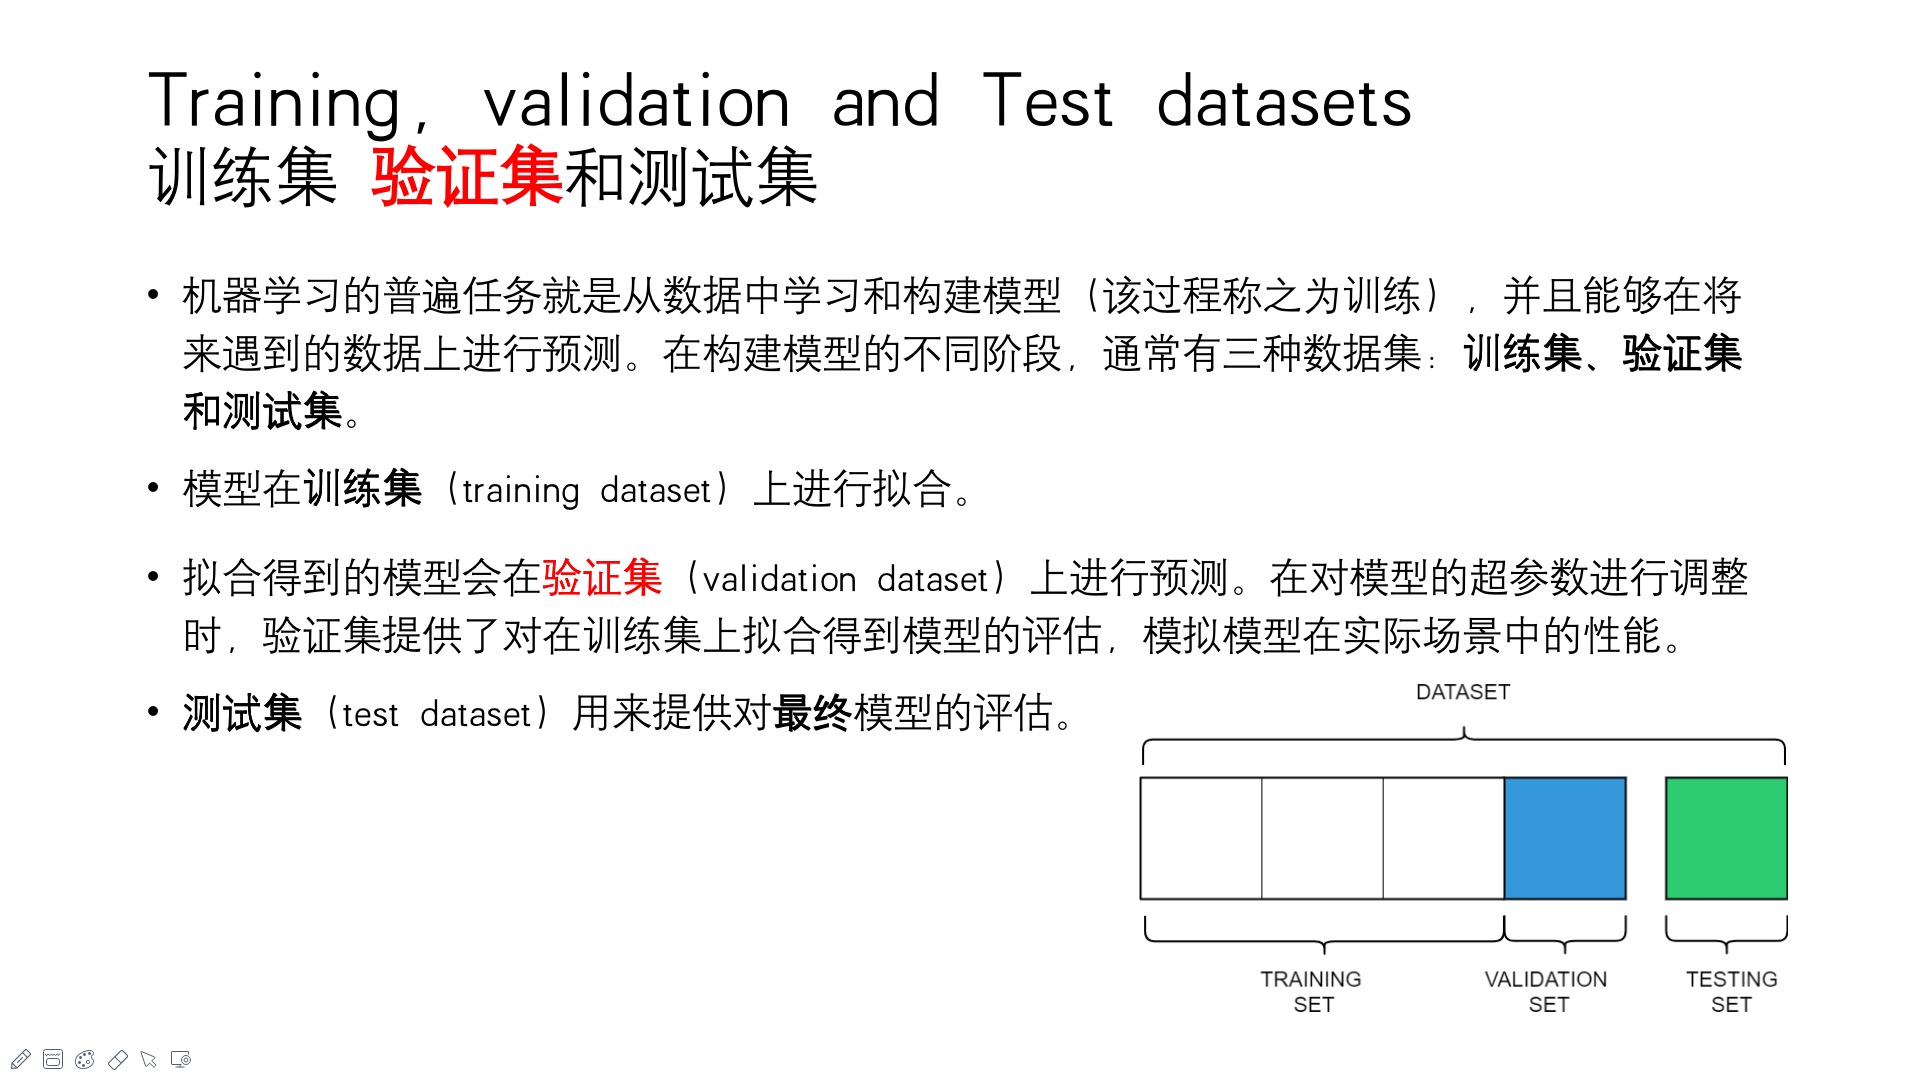 Training, validation and Test datasets
训练集 验证集和测试集
• 机器学习的普遍任务就是从数据中学习和构建模型（该过程称之为训练），并且能够在将
来遇到的数据上进行预测。在构建模型的不同阶段，通常有三种数据集：训练集、验证集
和测试集。
• 模型在训练集（training dataset）上进行拟合。
• 拟合得到的模型会在验证集（validation dataset）上进行预测。在对模型的超参数进行调整
时，验证集提供了对在训练集上拟合得到模型的评估，模拟模型在实际场景中的性能。
• 测试集（test dataset）用来提供对最终模型的评估。
DATASET
TRAINING
SET
VALIDATION
SET
TESTING
SET